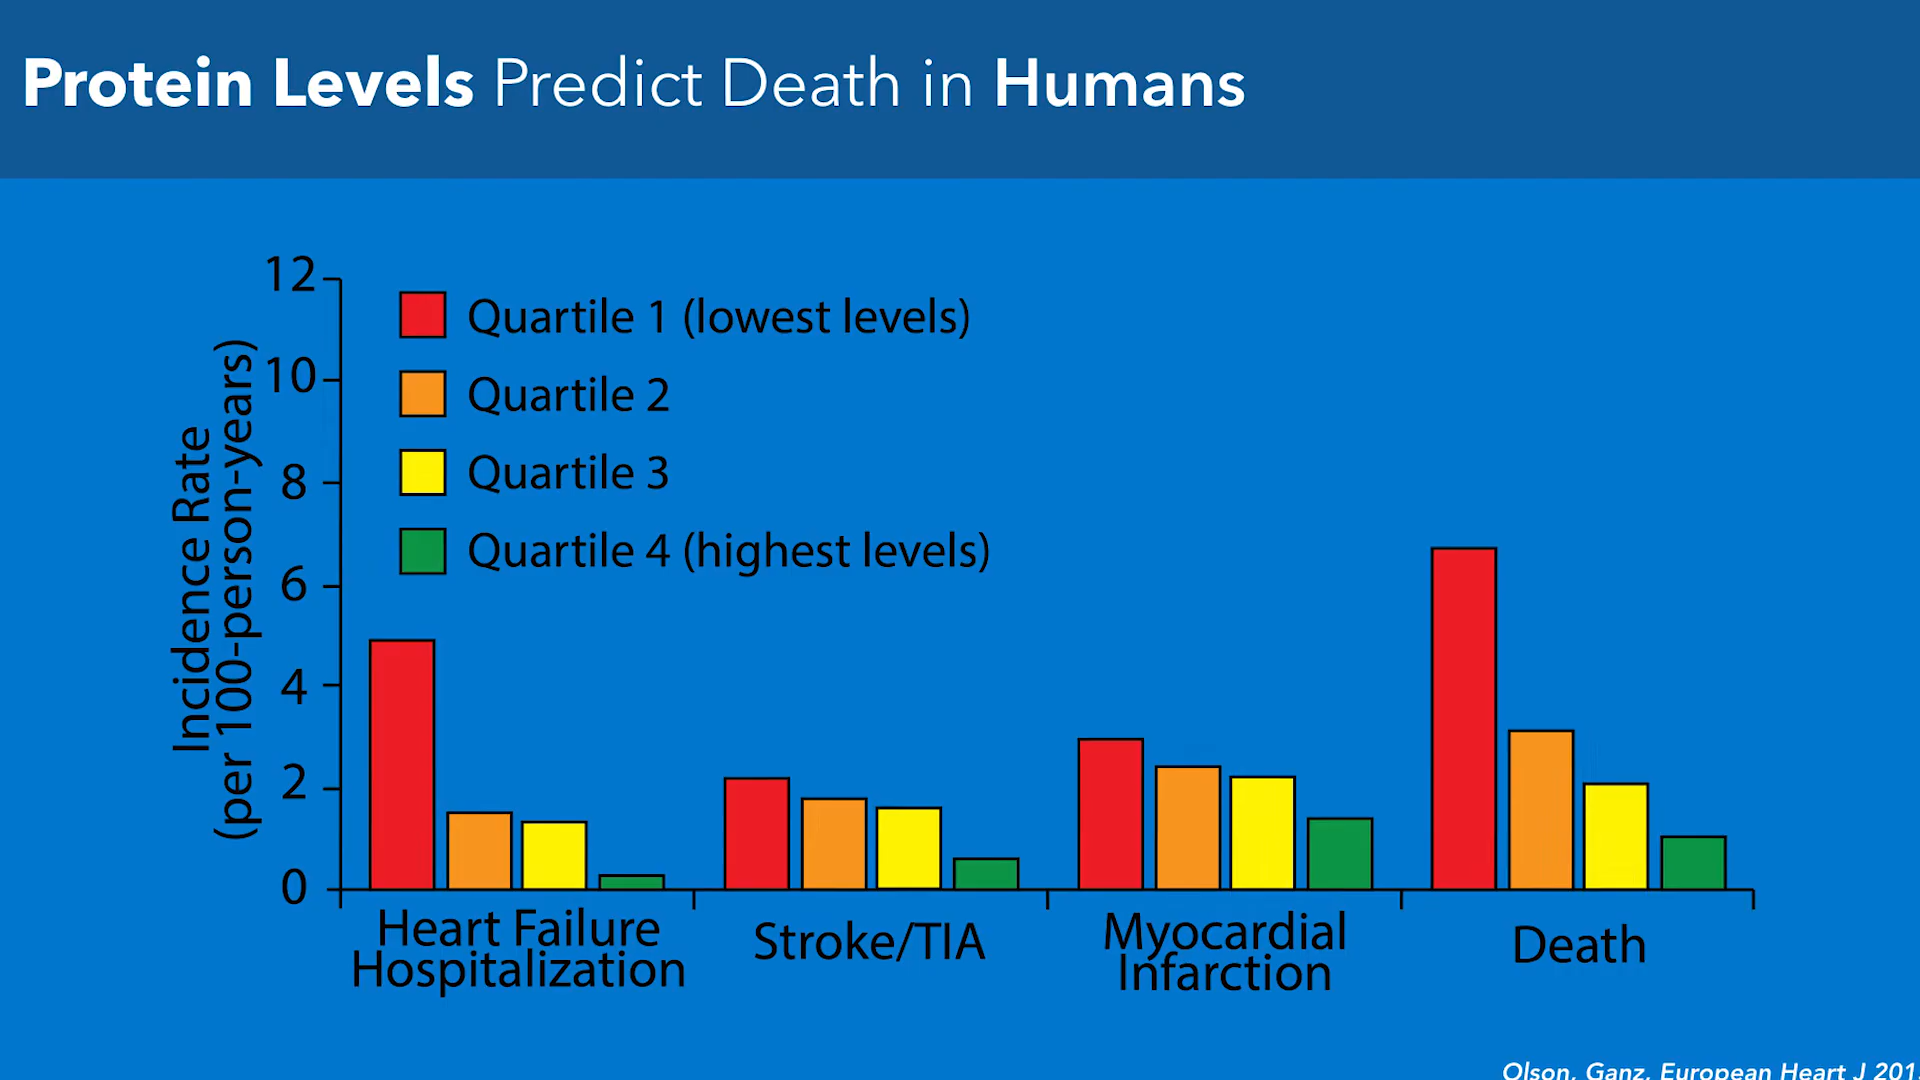 Protein Levels Predict Death in Humans
12
10
8
6
4
2
0
Incidence Rate
(per 100-person-years)
Quartile 1 (lowest levels)
Quartile 2
Quartile 3
Quartile 4 (highest levels)
Heart Failure
Hospitalization
Stroke/TIA
Myocardial
Infarction
Death
Olson, Ganz, European Heart J